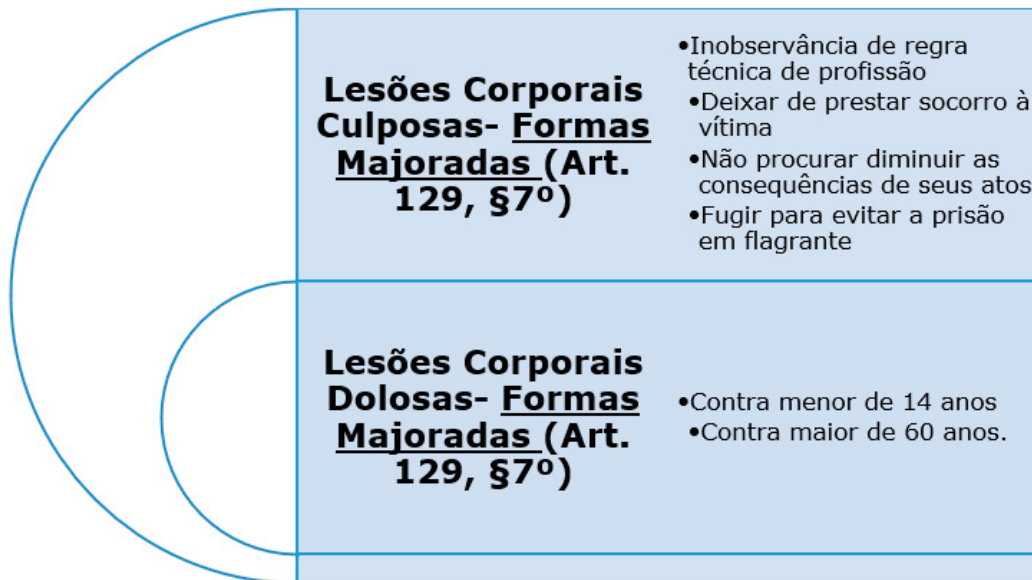 Lesões Corporais
Culposas- Formas
Majoradas (Art.
129, §7º)
•Inobservância de regra
técnica de profissão
•Deixar de prestar socorro à
vítima
•Não procurar diminuir as
consequências de seus atos
•Fugir para evitar a prisão
em flagrante
Lesões Corporais
Dolosas- Formas
Majoradas (Art.
129, §7º)
•Contra menor de 14 anos
•Contra maior de 60 anos.